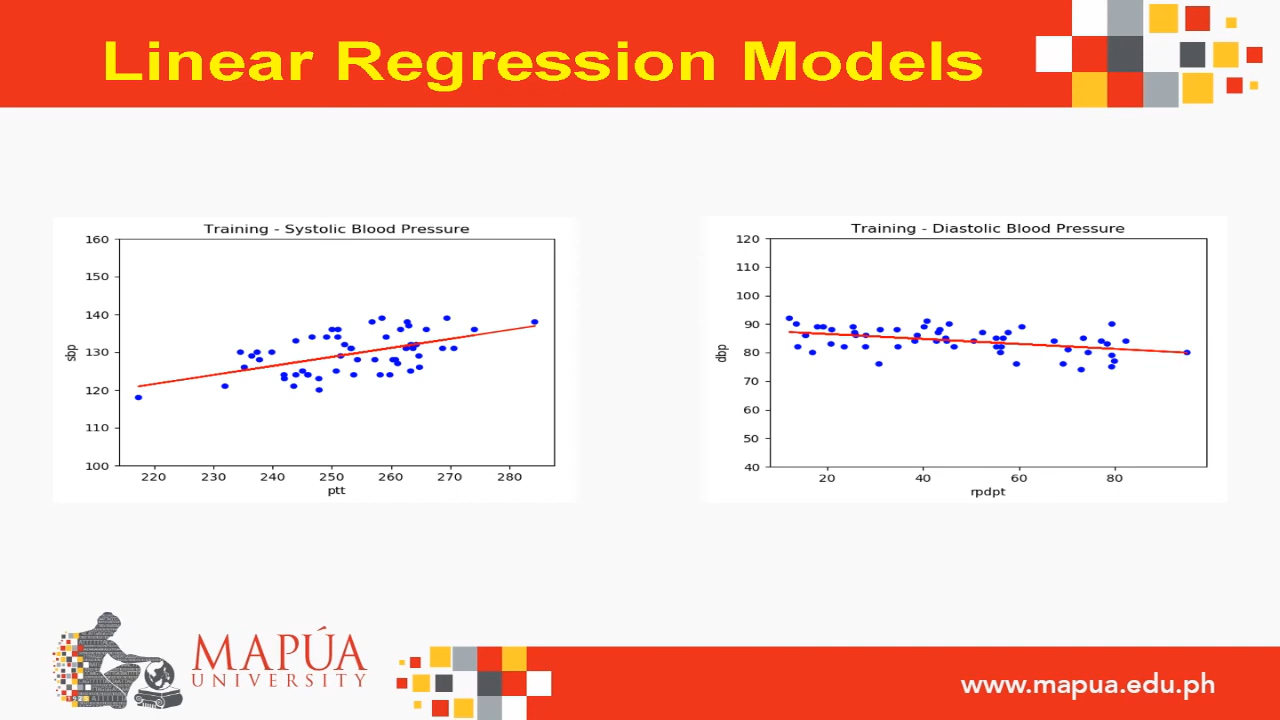 Linear Regression Models
Training - Systolic Blood Pressure
160
150
140
130
120
110
100
sbp
220 230 240 250 260 270 280
ptt
Training - Diastolic Blood Pressure
120
110
100
90
80
70
60
50
40
dbp
20 40 60 80
rpdpt
MAPÚA
UNIVERSITY
www.mapua.edu.ph